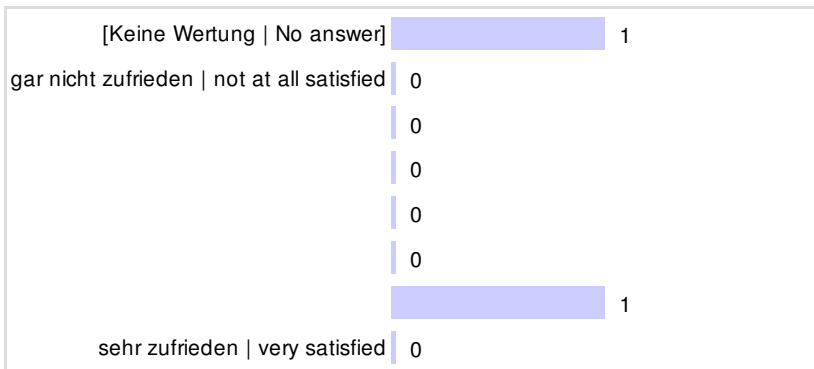 [Keine Wertung | No answer] 1
gar nicht zufrieden | not at all satisfied 0
0
0
0
0
1
sehr zufrieden | very satisfied 0